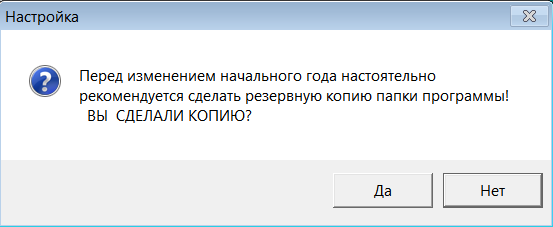 Настройка
Перед изменением начального года настоятельно
рекомендуется сделать резервную копию папки программы!
ВЫ СДЕЛАЛИ КОПИЮ?
Да
Нет